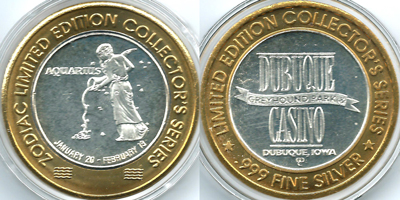 ZODIAC LIMITED EDITION COLLECTOR'S SERIES
AQUARIUS
JANUARY 20 - FEBRUARY 19
LIMITED EDITION COLLECTOR'S SERIES
DUBUQUE
GREYHOUND PARK &
CASINO
DUBUQUE, IOWA
.999 FINE SILVER